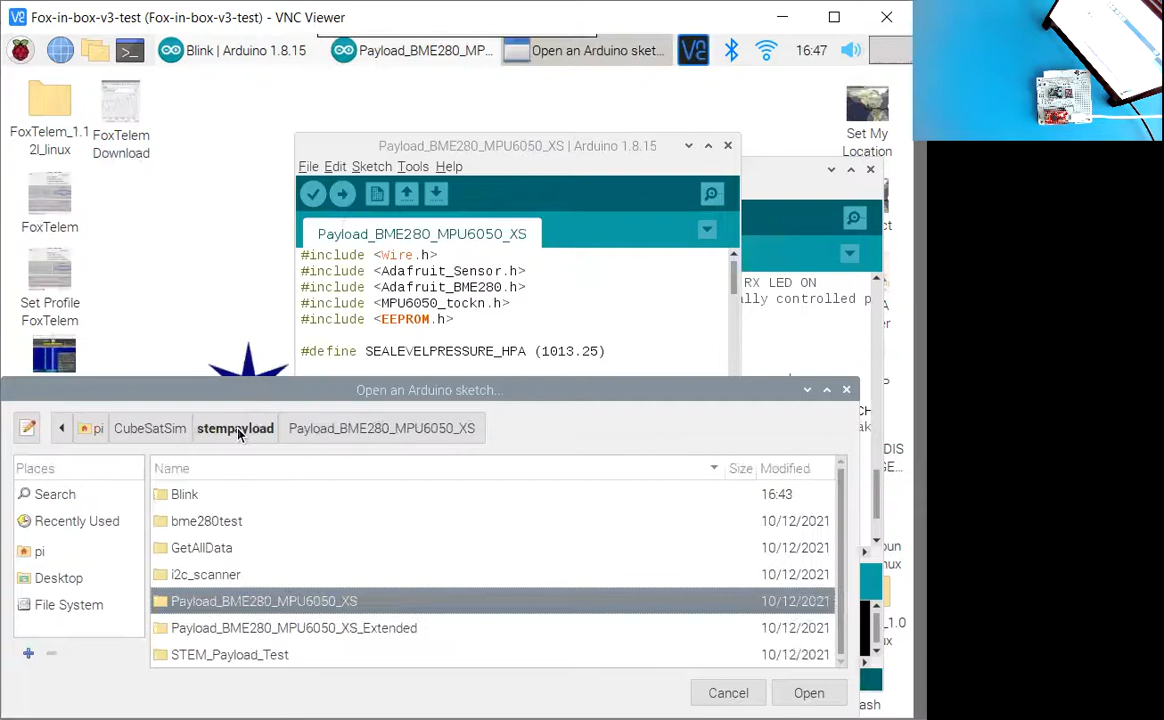 Fox-in-box-v3-test (Fox-in-box-v3-test) - VNC Viewer
Blink | Arduino 1.8.15
Payload_BME280_MP...
Open an Arduino sket...
16:47
FoxTelem_1.1
2l_linux
FoxTelem
Download
Set My
Location
FoxTelem
Set Profile
FoxTelem
Payload_BME280_MPU6050_XS | Arduino 1.8.15
File Edit Sketch Tools Help
Payload_BME280_MPU6050_XS
#include <Wire.h>
#include <Adafruit_Sensor.h>
#include <Adafruit_BME280.h>
#include <MPU6050_tockn.h>
#include <EEPROM.h>
#define SEALEVELPRESSURE_HPA (1013.25)
RX LED ON
ally controlled p
Open an Arduino sketch...
pi CubeSatSim stempayload Payload_BME280_MPU6050_XS
Places
Search
Recently Used
pi
Desktop
File System
Name Size Modified
Blink 16:43
bme280test 10/12/2021
GetAllData 10/12/2021
i2c_scanner 10/12/2021
Payload_BME280_MPU6050_XS 10/12/2021
Payload_BME280_MPU6050_XS_Extended 10/12/2021
STEM_Payload_Test 10/12/2021
Cancel Open